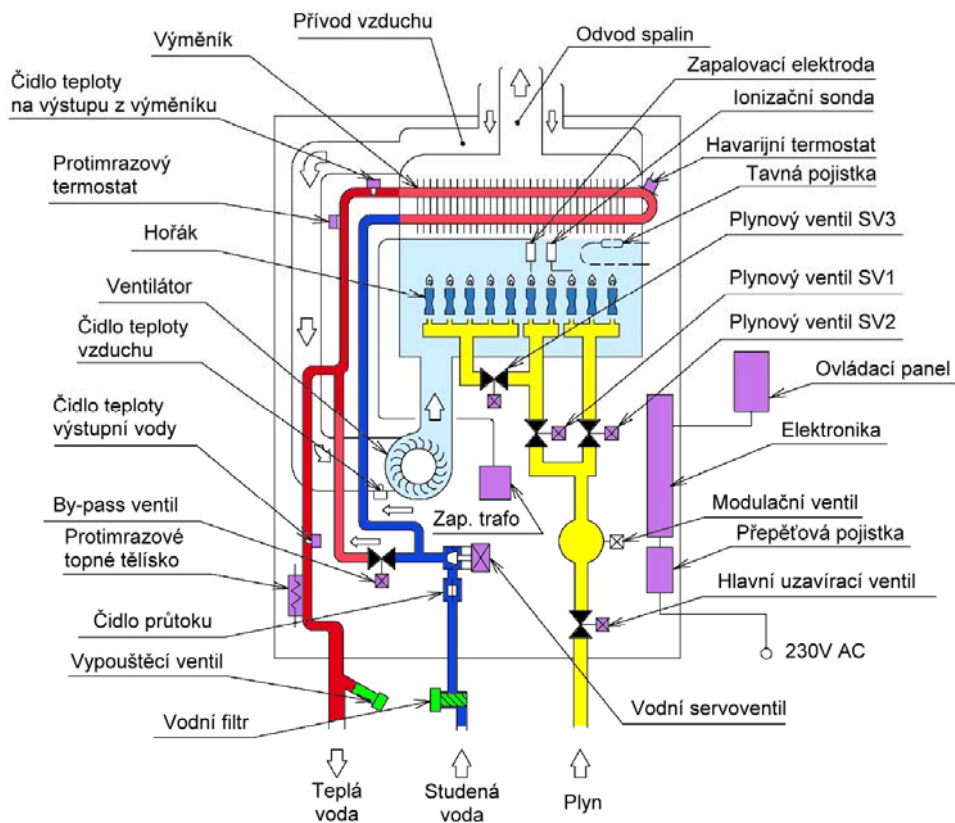 Přívod vzduchu
Výměník
Odvod spalin
Čidlo teploty
na výstupu z výměníku
Zapalovací elektroda
Ionizační sonda
Protimrazový
termostat
Havarijní termostat
Tavná pojistka
Hořák
Plynový ventil SV3
Ventilátor
Plynový ventil SV1
Čidlo teploty
vzduchu
Plynový ventil SV2
Ovládací panel
Čidlo teploty
výstupní vody
Elektronika
By-pass ventil
Zap. trafo
Modulační ventil
Protimrazové
topné tělísko
Přepěťová pojistka
Hlavní uzavírací ventil
Čidlo průtoku
230V AC
Vypouštěcí ventil
Vodní servoventil
Vodní filtr
Teplá
voda
Studená
voda
Plyn